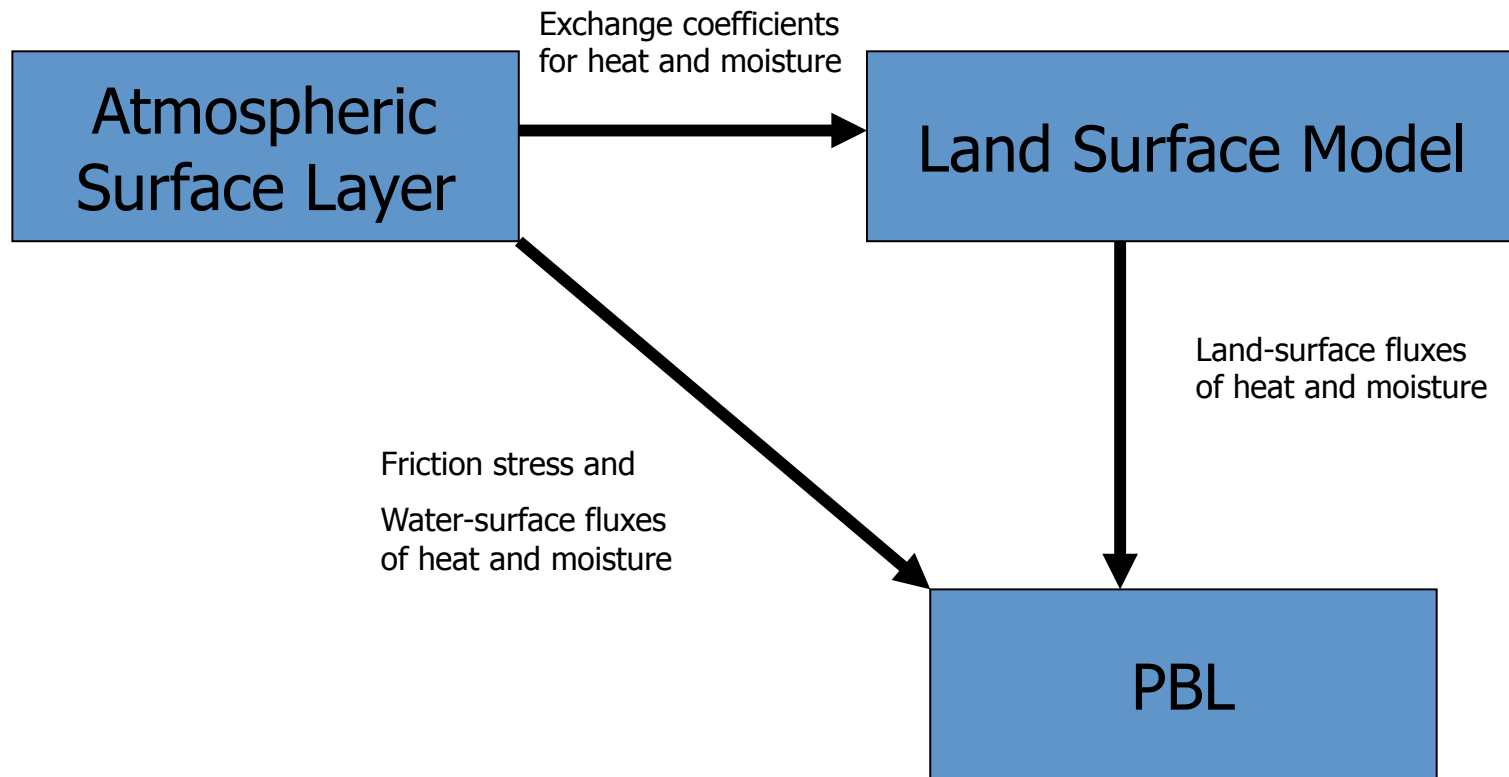 Exchange coefficients
for heat and moisture
Atmospheric
Surface Layer
Land Surface Model
Land-surface fluxes
of heat and moisture
Friction stress and
Water-surface fluxes
of heat and moisture
PBL